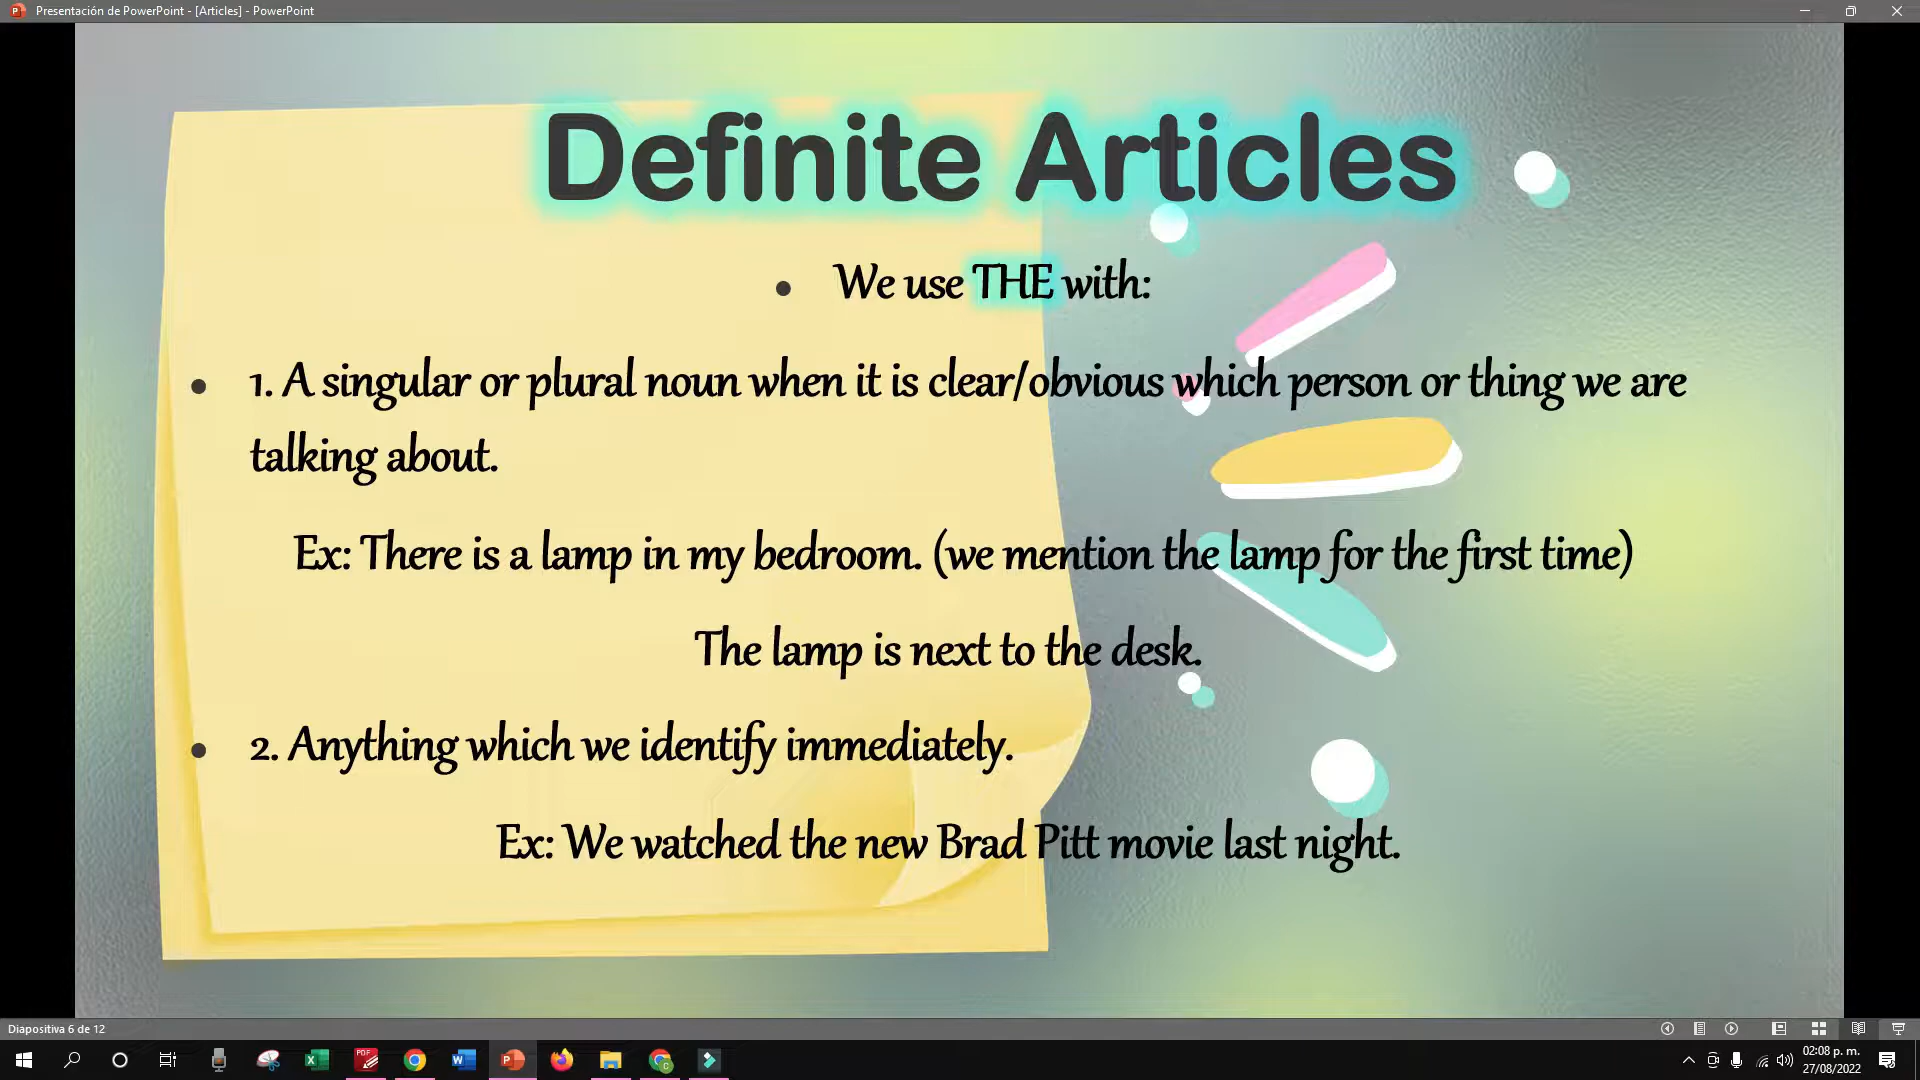 Presentación de PowerPoint - [Articles] - PowerPoint
Definite Articles
• We use THE with:
• 1. A singular or plural noun when it is clear/obvious which person or thing we are
talking about.
Ex: There is a lamp in my bedroom. (we mention the lamp for the first time)
The lamp is next to the desk.
• 2. Anything which we identify immediately.
Ex: We watched the new Brad Pitt movie last night.
Diapositiva 6 de 12
02:08 p. m.
27/08/2022